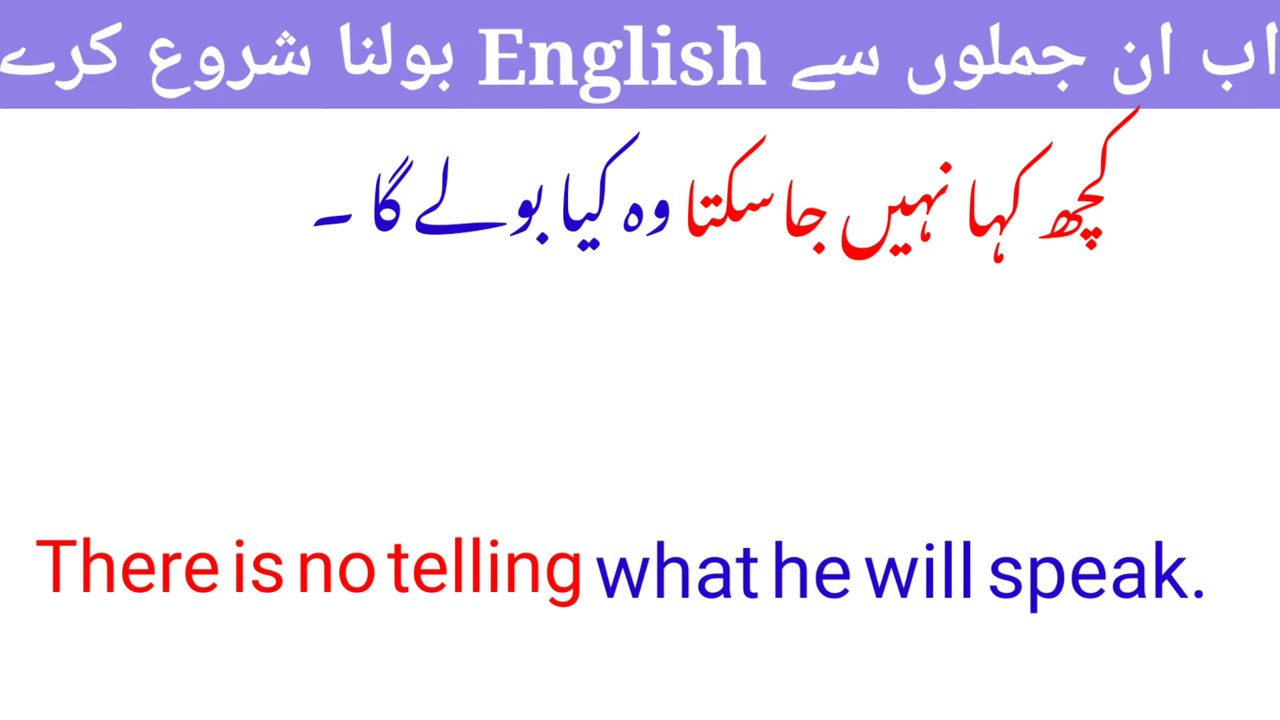 اب ان جملوں سے English بولنا شروع کرے
کچھ کہا نہیں جا سکتا وہ کیا بولے گا ۔
There is no telling what he will speak.